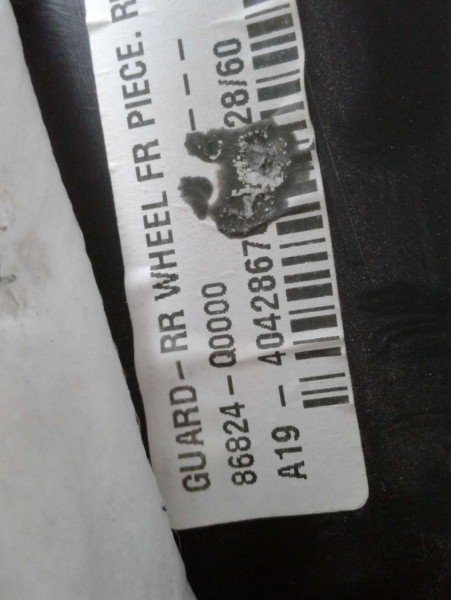 GUARD-RR WHEEL FR PIECE.
86824-Q0000 - - -
A19 - 4042867 28/60